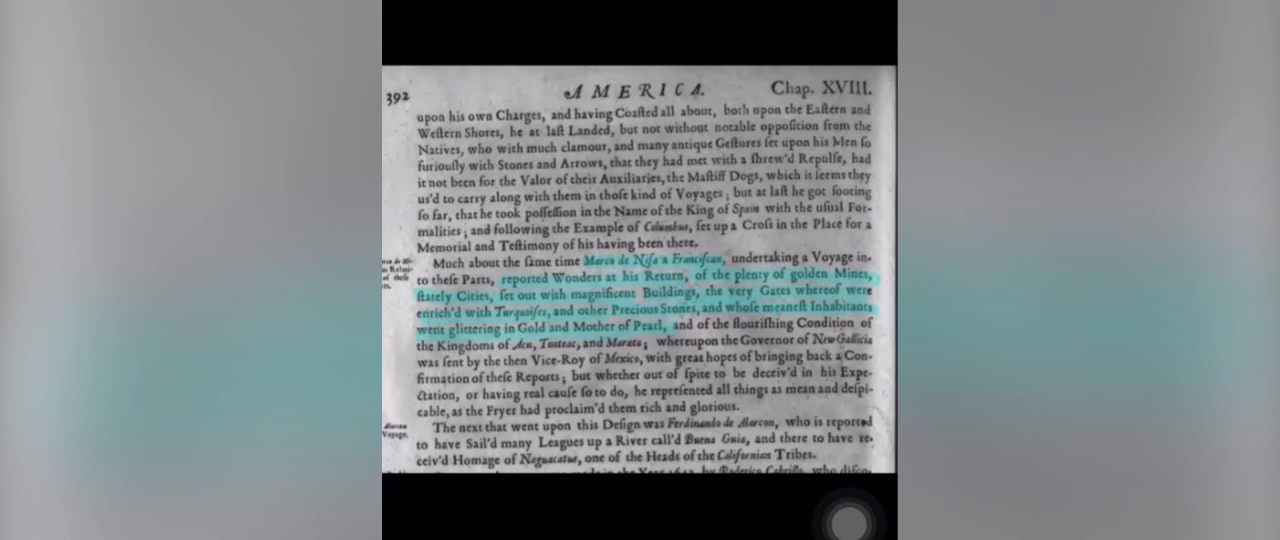 392 AMERICA. Chap. XVIII.
upon his own Charges, and having Coaſted all about, both upon the Eaſtern and
Weſtern Shores, he at laſt Landed, but not without notable oppoſition from the
Natives, who with much clamour, and many antique Geſtures ſet upon his Men ſo
furiouſly with Stones and Arrows, that they had met with a ſhrew'd Repulſe, had
it not been for the Valor of their Auxiliaries, the Maſtiff Dogs, which it ſeems they
us'd to carry along with them in thoſe kind of Voyages; but at laſt he got footing
ſo far, that he took poſſeſſion in the Name of the King of Spain with the uſual For-
malities; and following the Example of Columbus, ſet up a Croſs in the Place for a
Memorial and Teſtimony of his having been there.
Much about the ſame time Marco de Niſa a Franciſcan, undertaking a Voyage in-
to theſe Parts, reported Wonders at his Return, of the plenty of golden Mines,
ſtately Cities, ſet out with magnificent Buildings, the very Gates whereof were
enrich'd with Turquoiſes, and other Precious Stones, and whoſe meaneſt Inhabitants
went glittering in Gold and Mother of Pearl, and of the flouriſhing Condition of
the Kingdoms of Acu, Tonteac, and Marata; whereupon the Governor of New Gallicia
was ſent by the then Vice-Roy of Mexico, with great hopes of bringing back a Con-
firmation of theſe Reports; but whether out of ſpite to be deceiv'd in his Expe-
ctation, or having real cauſe ſo to do, he repreſented all things as mean and deſpi-
cable, as the Fryer had proclaim'd them rich and glorious.
The next that went upon this Deſign was Ferdinando de Alarcon, who is reported
Voyage.
to have Sail'd many Leagues up a River call'd Buena Guia, and there to have re-
ceiv'd Homage of Naguacatus, one of the Heads of the Californian Tribes.